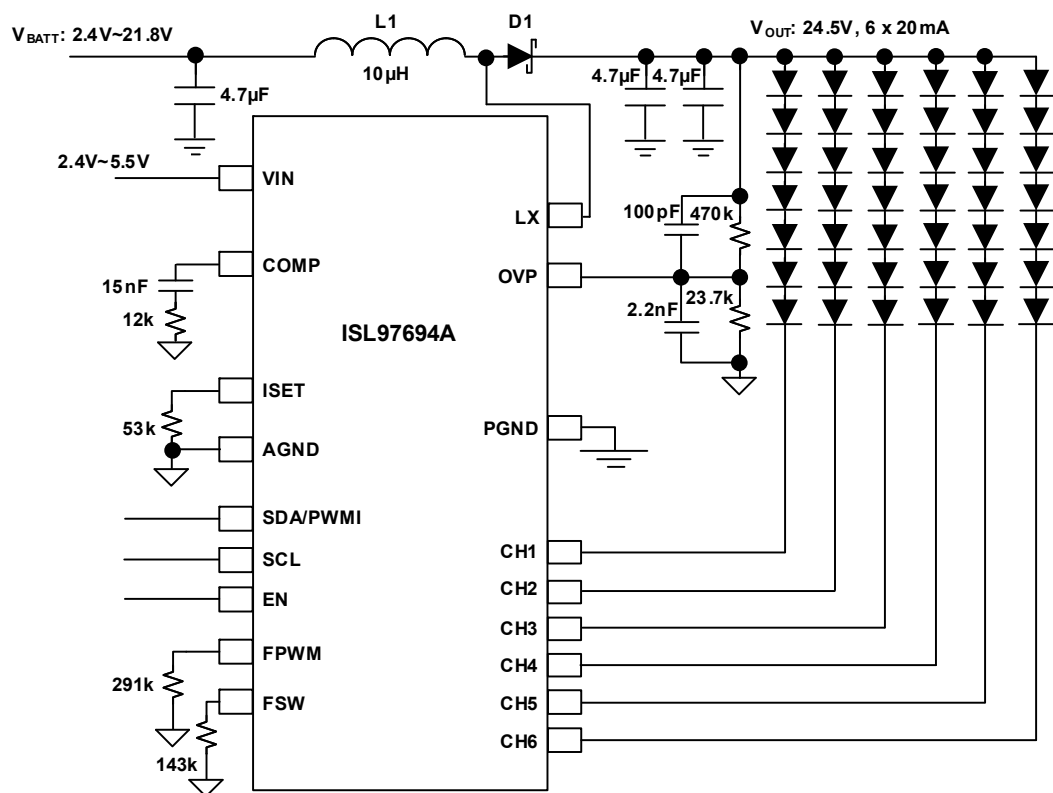 L1
D1
VBATT: 2.4V~21.8V
VOUT: 24.5V, 6 x 20mA
10µH
4.7µF
4.7µF 4.7µF
2.4V~5.5V
VIN
LX
100pF 470k
COMP
OVP
15nF
12k
2.2nF 23.7k
ISL97694A
ISET
53k
PGND
AGND
SDA/PWMI
SCL
EN
CH1
CH2
CH3
FPWM
CH4
291k
FSW
CH5
CH6
143k